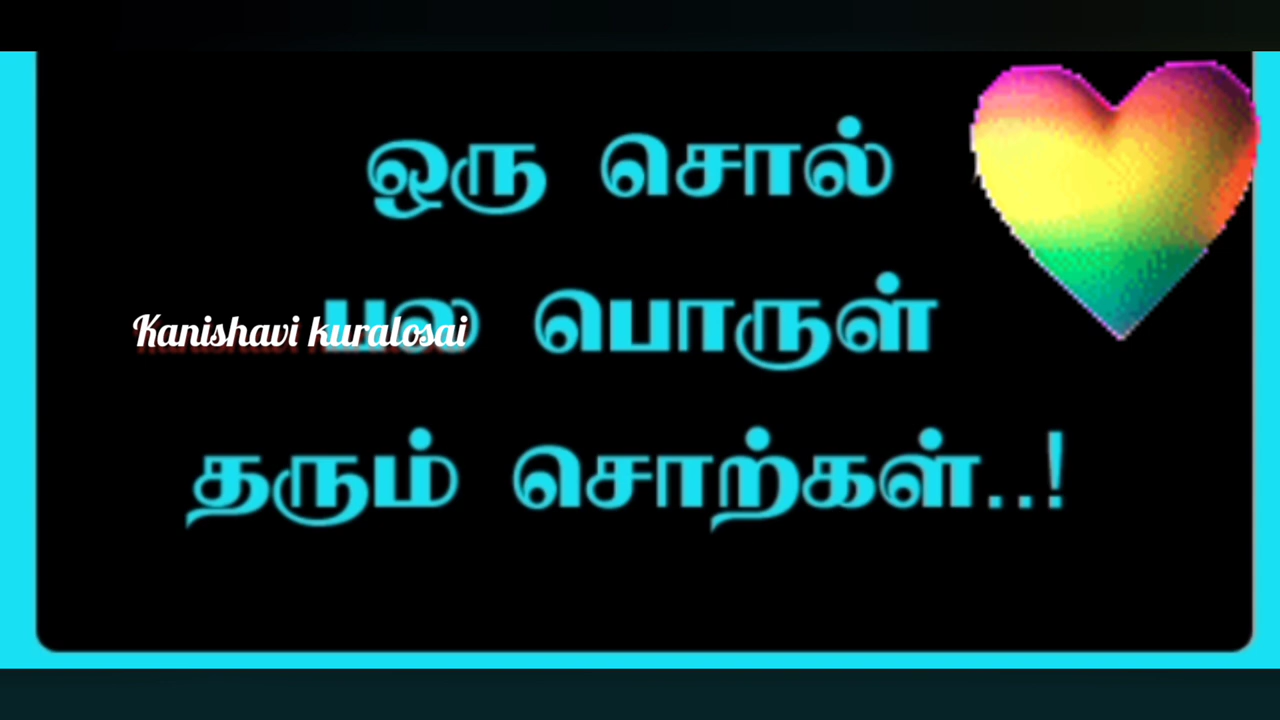 ஒரு சொல்
பல பொருள்
Kanishavi kuralosai
தரும் சொற்கள்..!